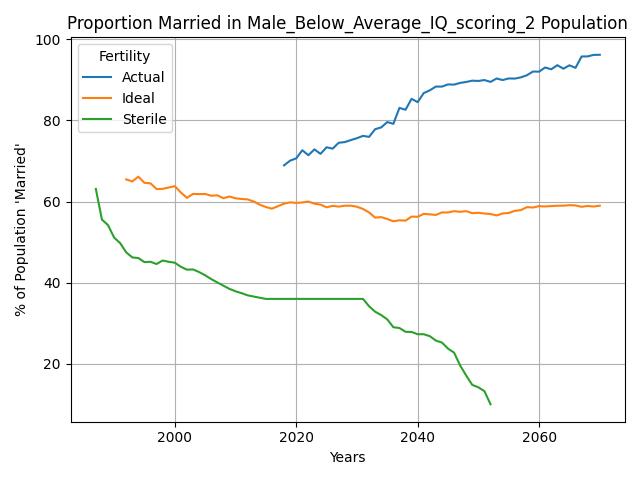 Proportion Married in Male_Below_Average_IQ_scoring_2 Population
% of Population 'Married'
100
80
60
40
20
Fertility
Actual
Ideal
Sterile
2000 2020 2040 2060
Years